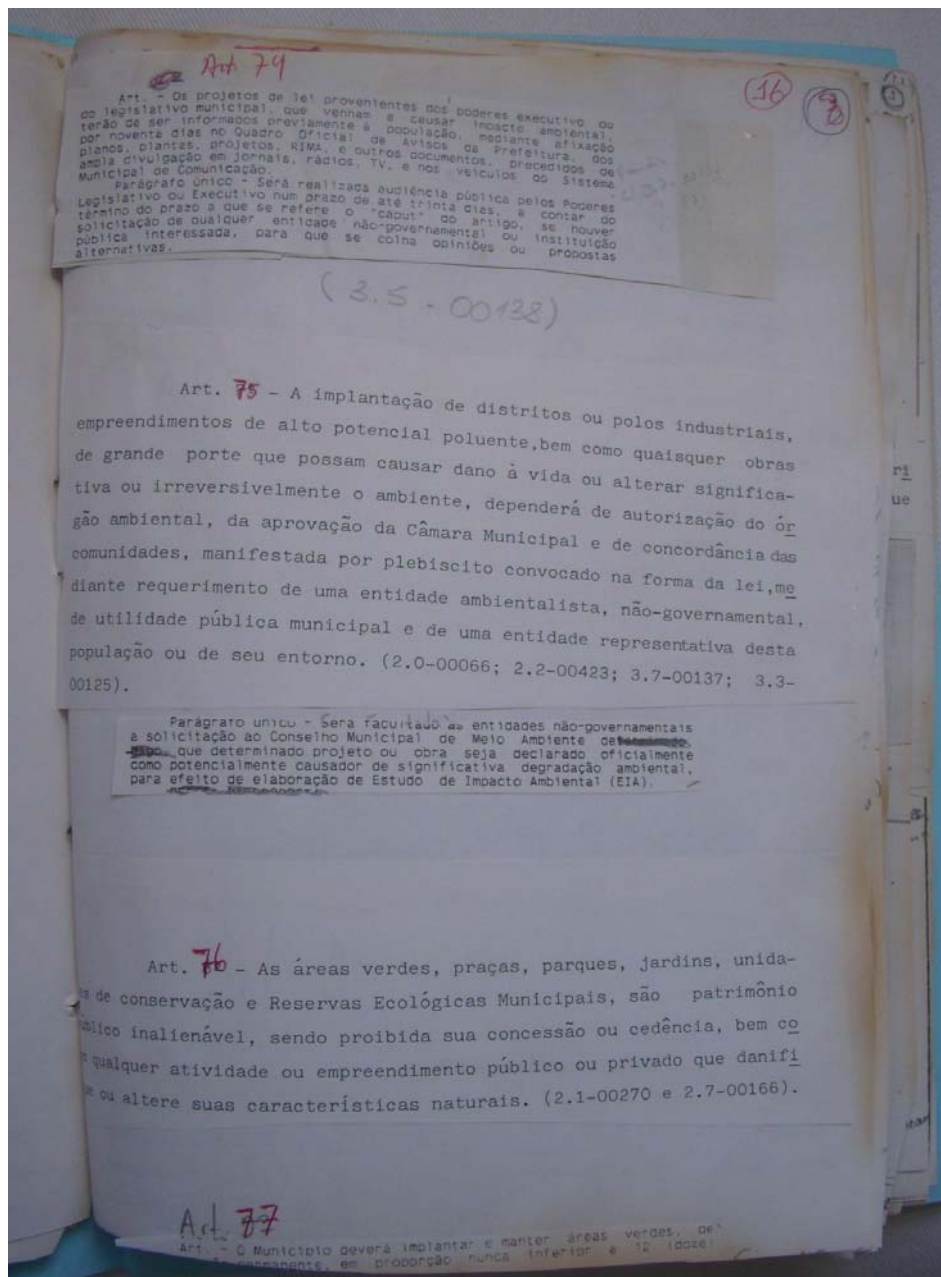 Art 74
16
8
Art. - Os projetos de lei provenientes dos poderes executivo ou
do legislativo municipal, que venham a causar impacto ambiental,
terão de ser informados previamente à população, mediante afixação
por noventa dias no Quadro Oficial de Avisos da Prefeitura, dos
planos, plantas, projetos, RIMA, e outros documentos, precedidos de
ampla divulgação em jornais, rádios, TV, e nos veículos do Sistema
Municipal de Comunicação.
Parágrafo único - Será realizada audiência pública pelos Poderes
Legislativo ou Executivo num prazo de até trinta dias, a contar do
término do prazo a que se refere o "caput" do artigo, se houver
solicitação de qualquer entidade não-governamental ou instituição
pública interessada, para que se colha opiniões ou propostas
alternativas.
(3.5 - 00138)
Art. 75 - A implantação de distritos ou polos industriais,
empreendimentos de alto potencial poluente,bem como quaisquer obras
de grande porte que possam causar dano à vida ou alterar significa-
tiva ou irreversivelmente o ambiente, dependerá de autorização do ór
gão ambiental, da aprovação da Câmara Municipal e de concordância das
comunidades, manifestada por plebiscito convocado na forma da lei,me
diante requerimento de uma entidade ambientalista, não-governamental,
de utilidade pública municipal e de uma entidade representativa desta
população ou de seu entorno. (2.0-00066; 2.2-00423; 3.7-00137; 3.3-
00125).
Parágrafo único - Será facultado às entidades não-governamentais
a solicitação ao Conselho Municipal de Meio Ambiente de
que determinado projeto ou obra seja declarado oficialmente
como potencialmente causador de significativa degradação ambiental,
para efeito de elaboração de Estudo de Impacto Ambiental (EIA).
Art. 76 - As áreas verdes, praças, parques, jardins, unida-
s de conservação e Reservas Ecológicas Municipais, são patrimônio
blico inalienável, sendo proibida sua concessão ou cedência, bem co
qualquer atividade ou empreendimento público ou privado que danifi
ue ou altere suas características naturais. (2.1-00270 e 2.7-00166).
Art. 77
Art. - O Município deverá implantar e manter áreas verdes, de
permanente, em proporção nunca inferior a 12 (doze)
ri
ue